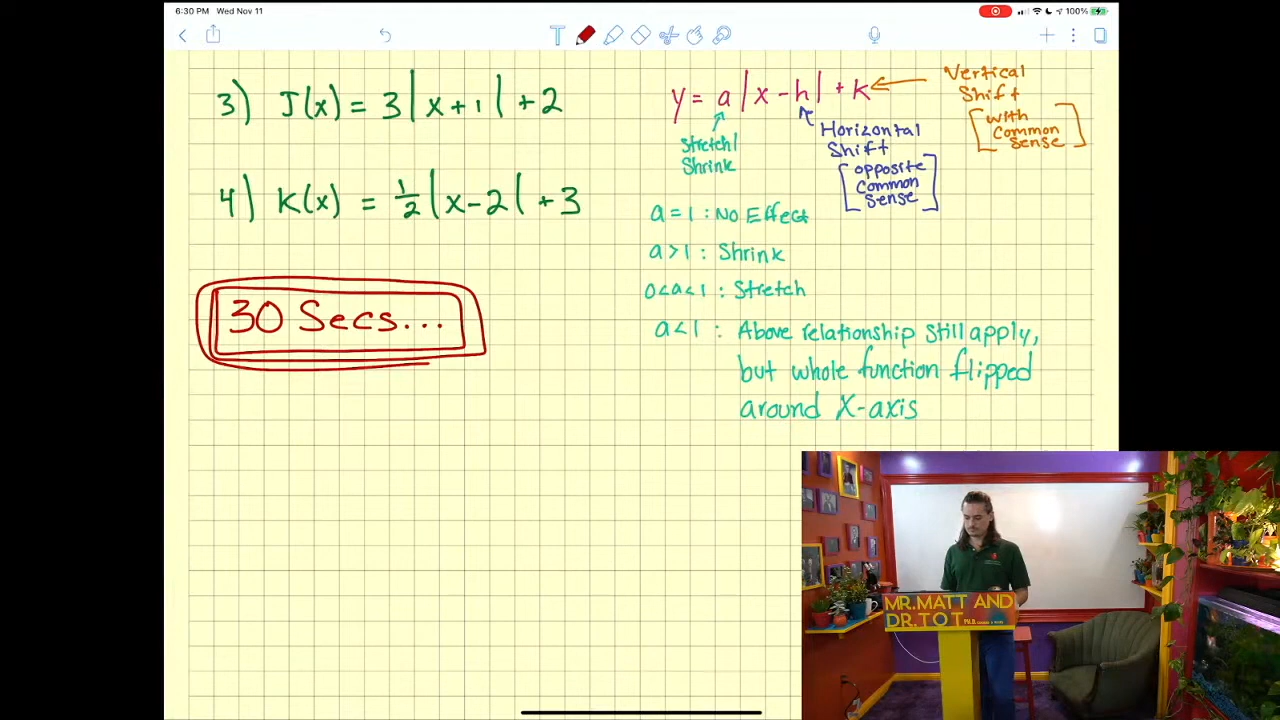 6:30 PM Wed Nov 11
100%
3) J(x) = 3|x+1|+2
4) K(x) = 1/2|x-2|+3
30 Secs...
y = a|x-h|+k
Stretch/
Shrink
Horizontal
Shift
[opposite
Common
Sense]
Vertical
Shift
[with
Common
Sense]
a=1: No Effect
a>1: Shrink
0<a<1: Stretch
a<1: Above relationship still apply,
but whole function flipped
around X-axis
MR.MATT AND
DR.TOT PH.D.